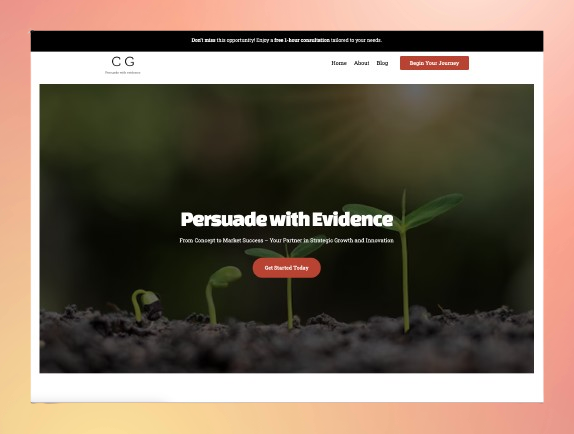 Don't miss this opportunity! Enjoy a free 1-hour consultation tailored to your needs.
CG
Persuade with evidence.
Home About Blog Begin Your Journey
Persuade with Evidence
From Concept to Market Success – Your Partner in Strategic Growth and Innovation
Get Started Today